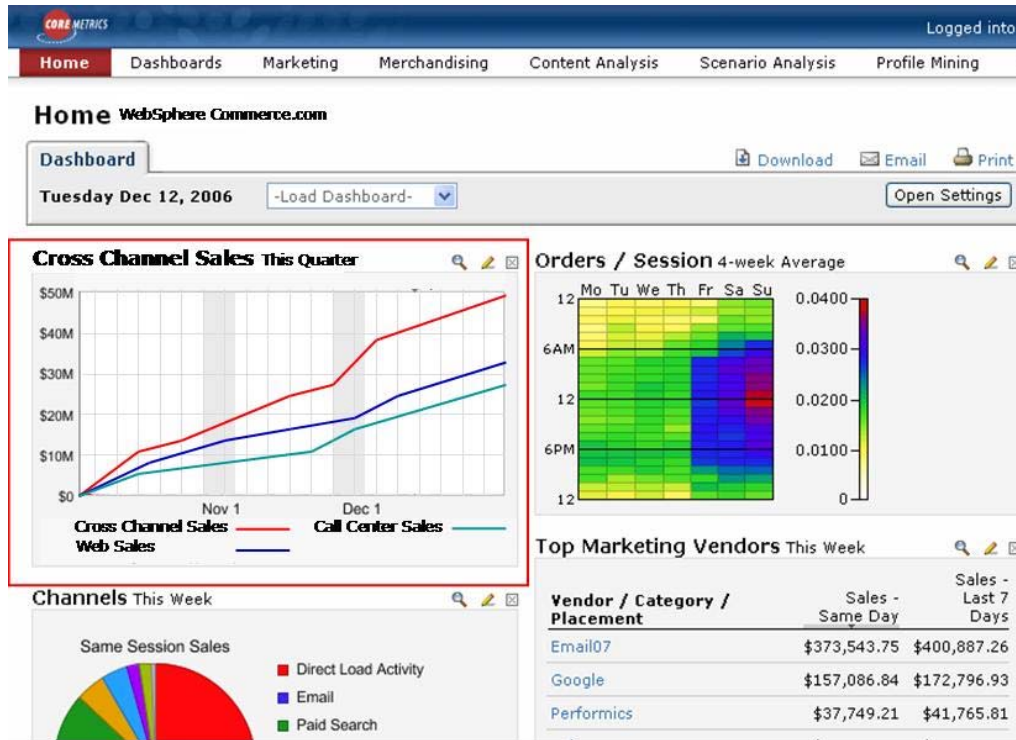 COREMETRICS
Logged into
Home Dashboards Marketing Merchandising Content Analysis Scenario Analysis Profile Mining
Home WebSphere Commerce.com
Dashboard
Download Email Print
Tuesday Dec 12, 2006 -Load Dashboard- Open Settings
Cross Channel Sales This Quarter
$50M
$40M
$30M
$20M
$10M
$0
Nov 1 Dec 1
Cross Channel Sales Call Center Sales
Web Sales
Orders / Session 4-week Average
Mo Tu We Th Fr Sa Su
12 0.0400
6AM 0.0300
12 0.0200
6PM 0.0100
12 0
Channels This Week
Same Session Sales
Direct Load Activity
Email
Paid Search
Top Marketing Vendors This Week
Vendor / Category / Placement Sales - Same Day Sales - Last 7 Days
Email07 $373,543.75 $400,887.26
Google $157,086.84 $172,796.93
Performics $37,749.21 $41,765.81